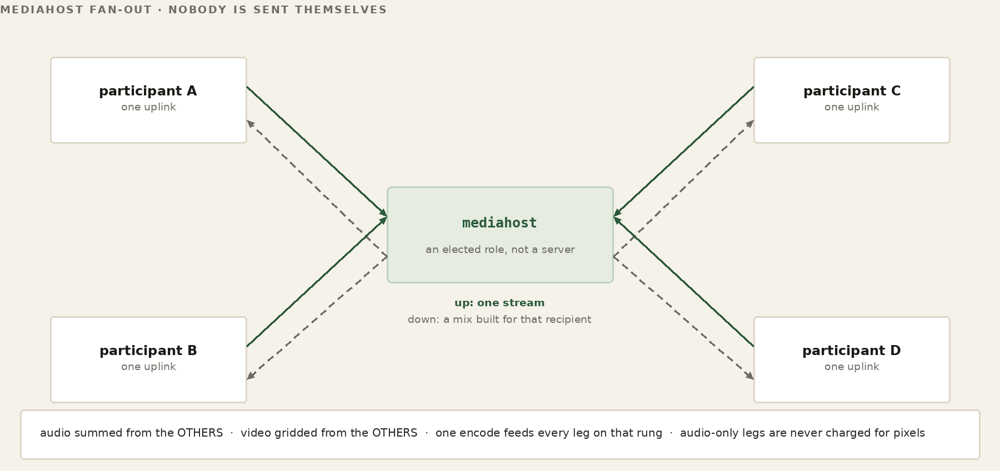 MEDIAHOST FAN-OUT · NOBODY IS SENT THEMSELVES
participant A
one uplink
participant C
one uplink
mediahost
an elected role, not a server
up: one stream
down: a mix built for that recipient
participant B
one uplink
participant D
one uplink
audio summed from the OTHERS · video gridded from the OTHERS · one encode feeds every leg on that rung · audio-only legs are never charged for pixels